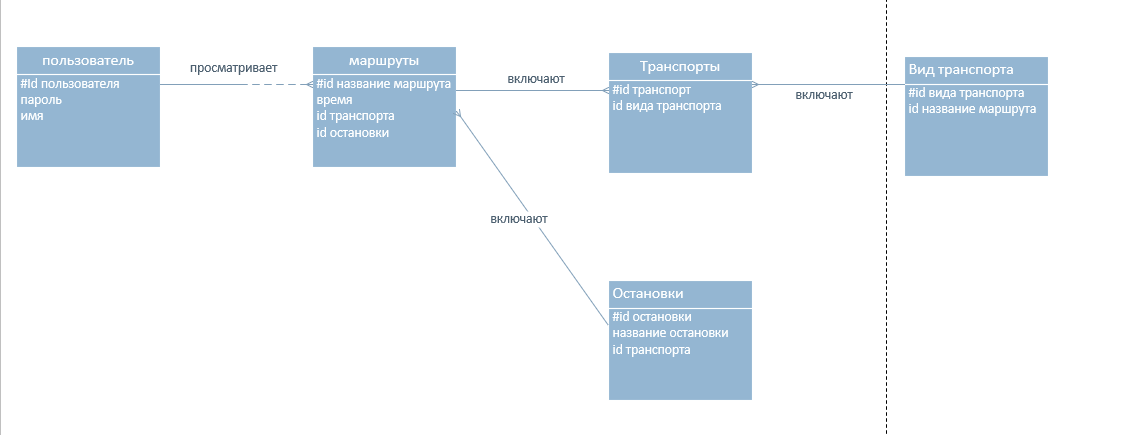 пользователь
#Id пользователя
пароль
имя
просматривает
маршруты
#id название маршрута
время
id транспорта
id остановки
включают
Транспорты
#id транспорт
id вида транспорта
включают
Вид транспорта
#id вида транспорта
id название маршрута
включают
Остановки
#id остановки
название остановки
id транспорта